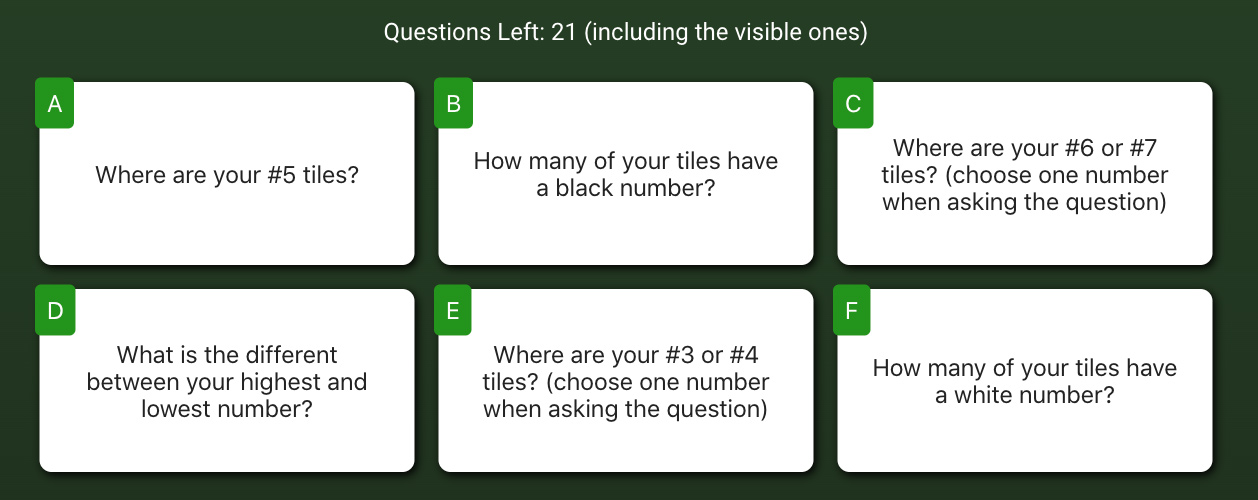 Questions Left: 21 (including the visible ones)
A
Where are your #5 tiles?
B
How many of your tiles have
a black number?
C
Where are your #6 or #7
tiles? (choose one number
when asking the question)
D
What is the different
between your highest and
lowest number?
E
Where are your #3 or #4
tiles? (choose one number
when asking the question)
F
How many of your tiles have
a white number?